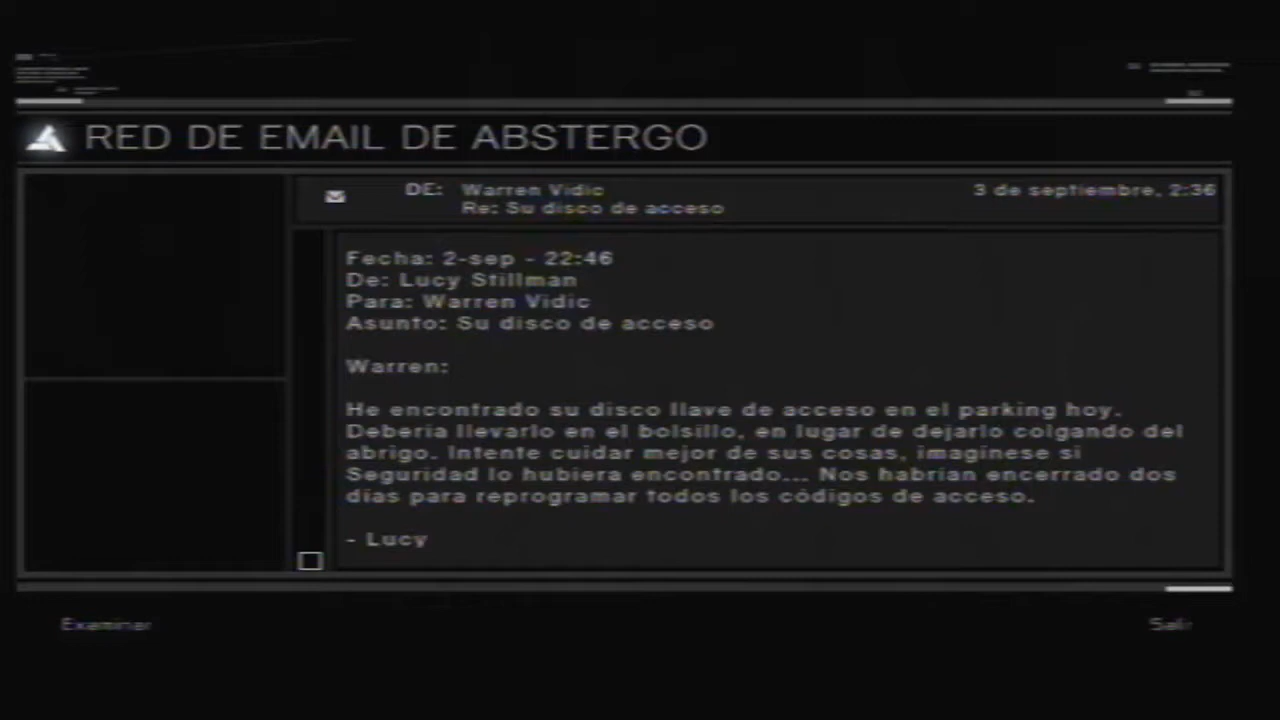 RED DE EMAIL DE ABSTERGO
DE: Warren Vidic
3 de septiembre, 2:36
Re: Su disco de acceso
Fecha: 2-sep - 22:46
De: Lucy Stillman
Para: Warren Vidic
Asunto: Su disco de acceso
Warren:
He encontrado su disco llave de acceso en el parking hoy.
Debería llevarlo en el bolsillo, en lugar de dejarlo colgando del
abrigo. Intente cuidar mejor de sus cosas, imagínese si
Seguridad lo hubiera encontrado... Nos habrían encerrado dos
días para reprogramar todos los códigos de acceso.
- Lucy
Examinar
Salir